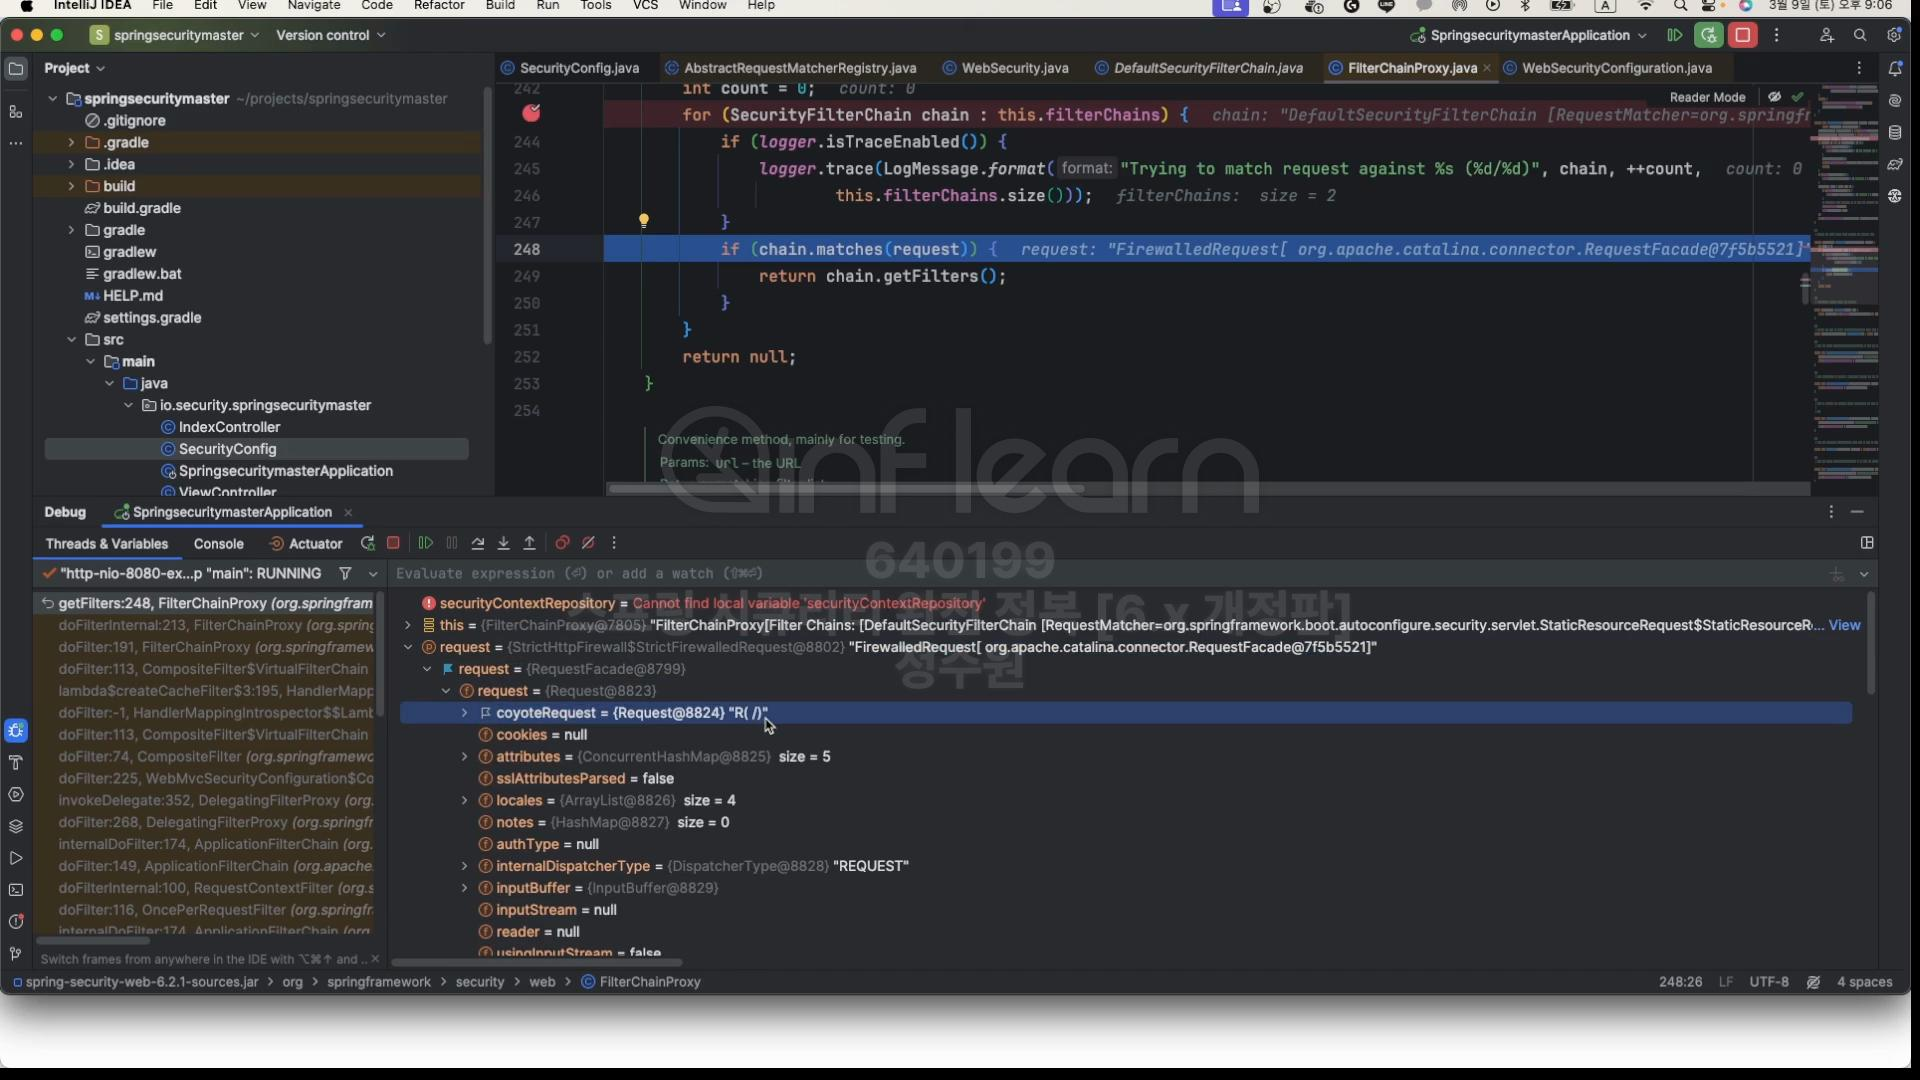 IntelliJ IDEA File Edit View Navigate Code Refactor Build Run Tools VCS Window Help 3월 9일 (토) 오후 9:06
S springsecuritymaster Version control SpringsecuritymasterApplication
Project SecurityConfig.java AbstractRequestMatcherRegistry.java WebSecurity.java DefaultSecurityFilterChain.java FilterChainProxy.java WebSecurityConfiguration.java
Reader Mode
springsecuritymaster ~/projects/springsecuritymaster
.gitignore
.gradle
.idea
build
build.gradle
gradle
gradlew
gradlew.bat
HELP.md
settings.gradle
src
main
java
io.security.springsecuritymaster
IndexController
SecurityConfig
SpringsecuritymasterApplication
ViewController
242 int count = 0; count: 0
for (SecurityFilterChain chain : this.filterChains) { chain: "DefaultSecurityFilterChain [RequestMatcher=org.springfr
244 if (logger.isTraceEnabled()) {
245 logger.trace(LogMessage.format( format: "Trying to match request against %s (%d/%d)", chain, ++count, count: 0
246 this.filterChains.size())); filterChains: size = 2
247 }
248 if (chain.matches(request)) { request: "FirewalledRequest[ org.apache.catalina.connector.RequestFacade@7f5b5521]"
249 return chain.getFilters();
250 }
251 }
252 return null;
253 }
254
Convenience method, mainly for testing.
Params: url – the URL
inflearn
640199
스프링 시큐리티 완전 정복 [6.x 개정판]
성수원
Debug SpringsecuritymasterApplication
Threads & Variables Console Actuator
"http-nio-8080-ex...p "main": RUNNING
Evaluate expression (⏎) or add a watch (⇧⌘⏎)
getFilters:248, FilterChainProxy (org.springfram
doFilterInternal:213, FilterChainProxy (org.spring
doFilter:191, FilterChainProxy (org.springframewo
doFilter:113, CompositeFilter$VirtualFilterChain
lambda$createCacheFilter$3:195, HandlerMapp
doFilter:-1, HandlerMappingIntrospector$$Lamb
doFilter:113, CompositeFilter$VirtualFilterChain
doFilter:74, CompositeFilter (org.springframewo
doFilter:225, WebMvcSecurityConfiguration$Co
invokeDelegate:352, DelegatingFilterProxy (org.
doFilter:268, DelegatingFilterProxy (org.springfr
internalDoFilter:174, ApplicationFilterChain (org.
doFilter:149, ApplicationFilterChain (org.apache
doFilterInternal:100, RequestContextFilter (org.s
doFilter:116, OncePerRequestFilter (org.springfr
internalDoFilter:174, ApplicationFilterChain (org
Switch frames from anywhere in the IDE with ⌥⌘↑ and ..
securityContextRepository = Cannot find local variable 'securityContextRepository'
this = {FilterChainProxy@7805} "FilterChainProxy[Filter Chains: [DefaultSecurityFilterChain [RequestMatcher=org.springframework.boot.autoconfigure.security.servlet.StaticResourceRequest$StaticResourceR... View
request = {StrictHttpFirewall$StrictFirewalledRequest@8802} "FirewalledRequest[ org.apache.catalina.connector.RequestFacade@7f5b5521]"
request = {RequestFacade@8799}
request = {Request@8823}
coyoteRequest = {Request@8824} "R( /)"
cookies = null
attributes = {ConcurrentHashMap@8825} size = 5
sslAttributesParsed = false
locales = {ArrayList@8826} size = 4
notes = {HashMap@8827} size = 0
authType = null
internalDispatcherType = {DispatcherType@8828} "REQUEST"
inputBuffer = {InputBuffer@8829}
inputStream = null
reader = null
usingInputStream = false
spring-security-web-6.2.1-sources.jar > org > springframework > security > web > FilterChainProxy 248:26 LF UTF-8 4 spaces